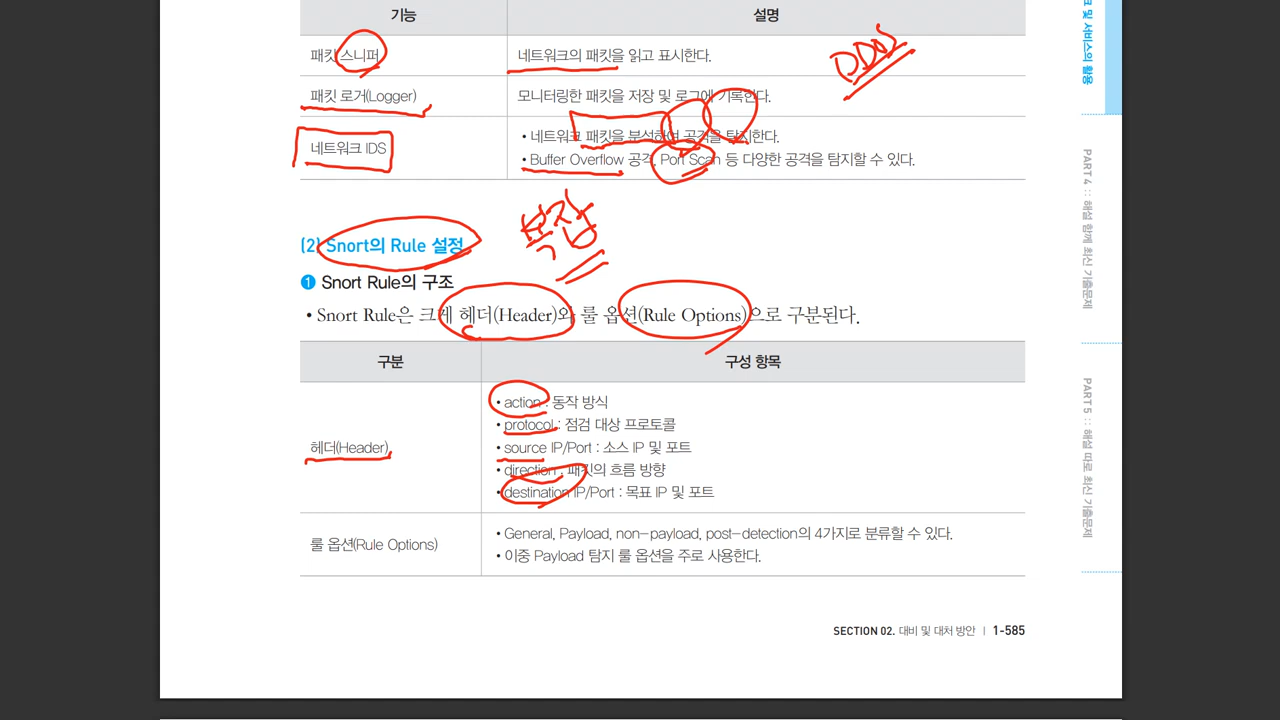 기능 설명
패킷 스니퍼 네트워크의 패킷을 읽고 표시한다.
DDOS
패킷 로거(Logger) 모니터링한 패킷을 저장 및 로그에 기록한다.
네트워크 IDS
• 네트워크 패킷을 분석하여 공격을 탐지한다.
• Buffer Overflow 공격, Port Scan 등 다양한 공격을 탐지할 수 있다.
(2) Snort의 Rule 설정
1 Snort Rule의 구조
• Snort Rule은 크게 헤더(Header)와 룰 옵션(Rule Options)으로 구분된다.
구분 구성 항목
헤더(Header)
• action : 동작 방식
• protocol : 점검 대상 프로토콜
• source IP/Port : 소스 IP 및 포트
• direction : 패킷의 흐름 방향
• destination IP/Port : 목표 IP 및 포트
룰 옵션(Rule Options)
• General, Payload, non-payload, post-detection의 4가지로 분류할 수 있다.
• 이중 Payload 탐지 룰 옵션을 주로 사용한다.
SECTION 02. 대비 및 대처 방안 | 1-585
크 및 서비스의 활용
PART 4 :: 해설 함께 최신 기출문제
PART 5 :: 해설 따로 최신 기출문제